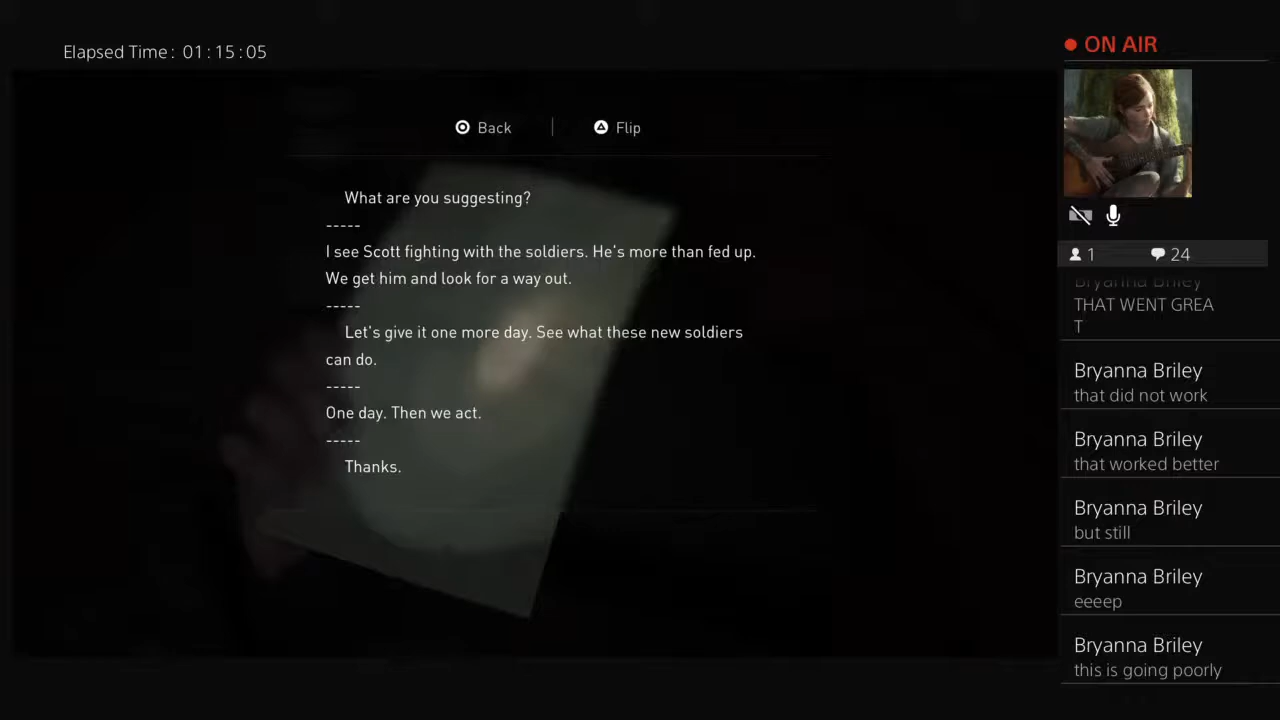 Elapsed Time: 01:15:05
ON AIR
Back
Flip
What are you suggesting?
-----
I see Scott fighting with the soldiers. He's more than fed up.
We get him and look for a way out.
-----
Let's give it one more day. See what these new soldiers
can do.
-----
One day. Then we act.
-----
Thanks.
1
24
Bryanna Briley
THAT WENT GREA
T
Bryanna Briley
that did not work
Bryanna Briley
that worked better
Bryanna Briley
but still
Bryanna Briley
eeeep
Bryanna Briley
this is going poorly